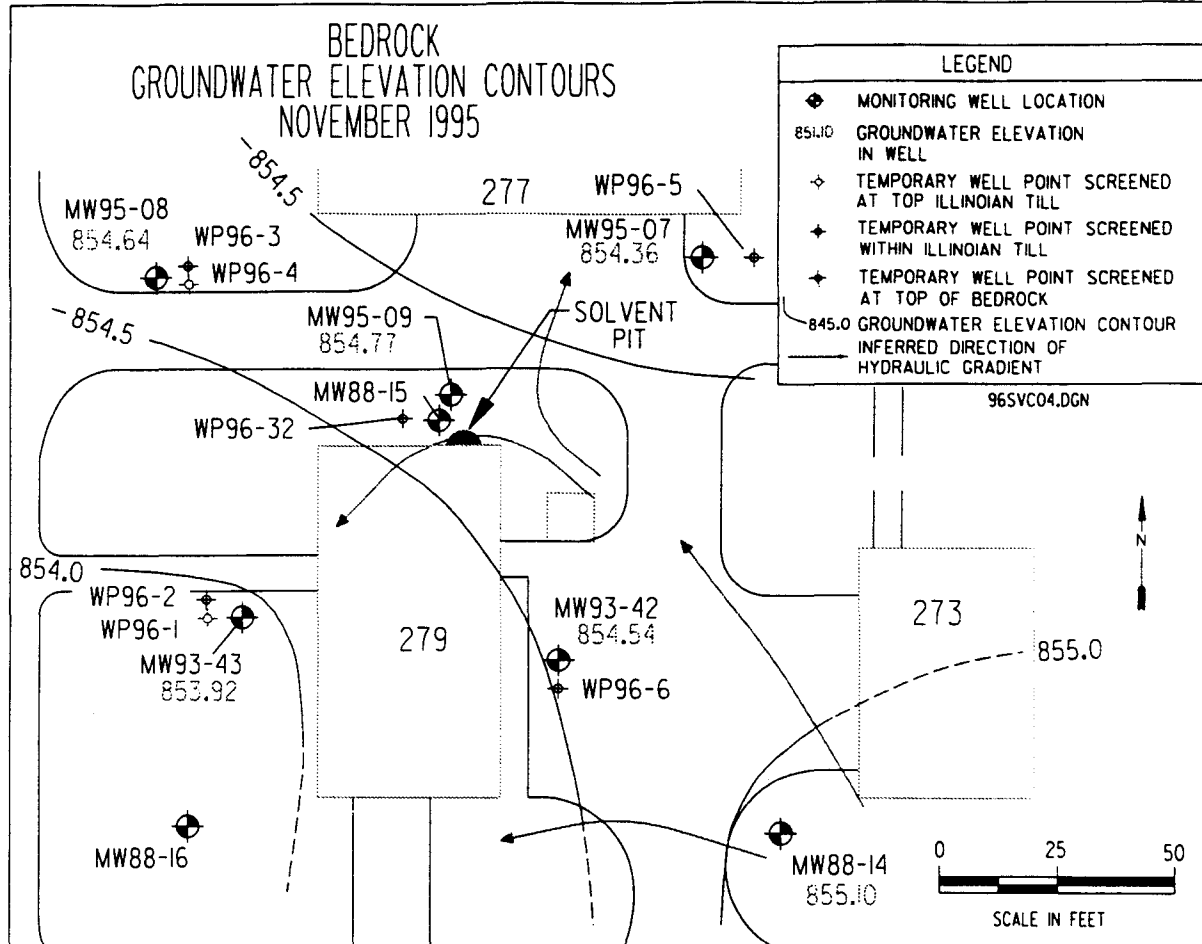 BEDROCK
GROUNDWATER ELEVATION CONTOURS
NOVEMBER 1995
LEGEND
MONITORING WELL LOCATION
851.10 GROUNDWATER ELEVATION
IN WELL
TEMPORARY WELL POINT SCREENED
AT TOP ILLINOIAN TILL
TEMPORARY WELL POINT SCREENED
WITHIN ILLINOIAN TILL
TEMPORARY WELL POINT SCREENED
AT TOP OF BEDROCK
845.0 GROUNDWATER ELEVATION CONTOUR
INFERRED DIRECTION OF
HYDRAULIC GRADIENT
96SVC04.DGN
854.5
277
WP96-5
MW95-08
854.64
WP96-3
WP96-4
MW95-07
854.36
854.5
MW95-09
854.77
SOLVENT
PIT
MW88-15
WP96-32
N
854.0
WP96-2
WP96-1
MW93-43
853.92
279
MW93-42
854.54
WP96-6
273
855.0
MW88-16
MW88-14
855.10
0 25 50
SCALE IN FEET